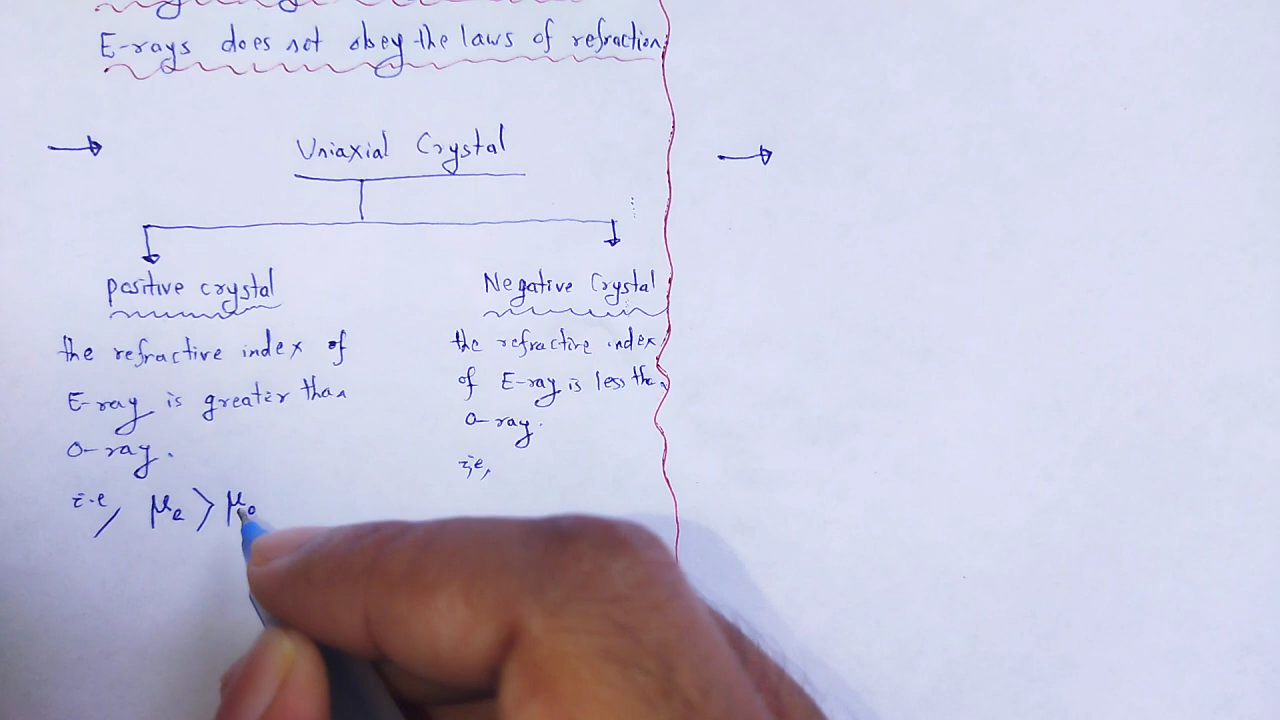 E-rays does not obey the laws of refraction
Uniaxial Crystal
positive crystal
the refractive index of
E-ray is greater than
O-ray.
i.e, μe > μo
Negative Crystal
the refractive index
of E-ray is less than
O-ray.
i.e,